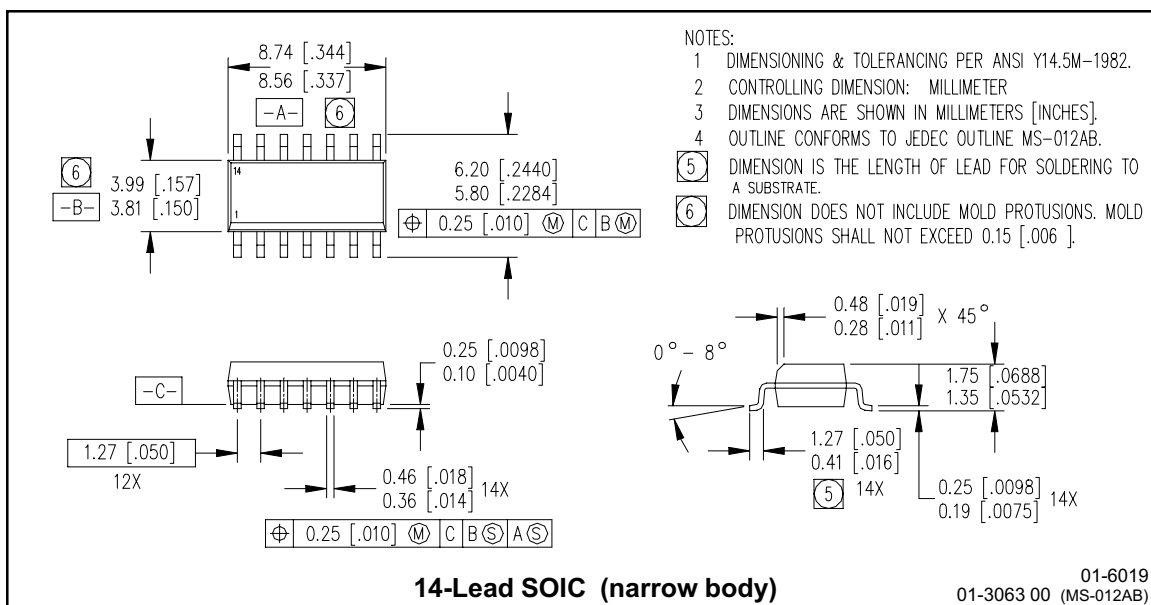 8.74 [.344]
8.56 [.337]
-A- 6
14
1
6
3.99 [.157]
3.81 [.150]
-B-
6.20 [.2440]
5.80 [.2284]
⌖ 0.25 [.010] Ⓜ C B Ⓜ
NOTES:
1 DIMENSIONING & TOLERANCING PER ANSI Y14.5M-1982.
2 CONTROLLING DIMENSION: MILLIMETER
3 DIMENSIONS ARE SHOWN IN MILLIMETERS [INCHES].
4 OUTLINE CONFORMS TO JEDEC OUTLINE MS-012AB.
5 DIMENSION IS THE LENGTH OF LEAD FOR SOLDERING TO
A SUBSTRATE.
6 DIMENSION DOES NOT INCLUDE MOLD PROTUSIONS. MOLD
PROTUSIONS SHALL NOT EXCEED 0.15 [.006 ].
-C-
0.25 [.0098]
0.10 [.0040]
1.27 [.050]
12X
0.46 [.018]
0.36 [.014] 14X
⌖ 0.25 [.010] Ⓜ C B Ⓢ A Ⓢ
0.48 [.019]
0.28 [.011] X 45°
0°-8°
1.75 [.0688]
1.35 [.0532]
1.27 [.050]
0.41 [.016]
5 14X
0.25 [.0098]
0.19 [.0075] 14X
14-Lead SOIC (narrow body)
01-6019
01-3063 00 (MS-012AB)